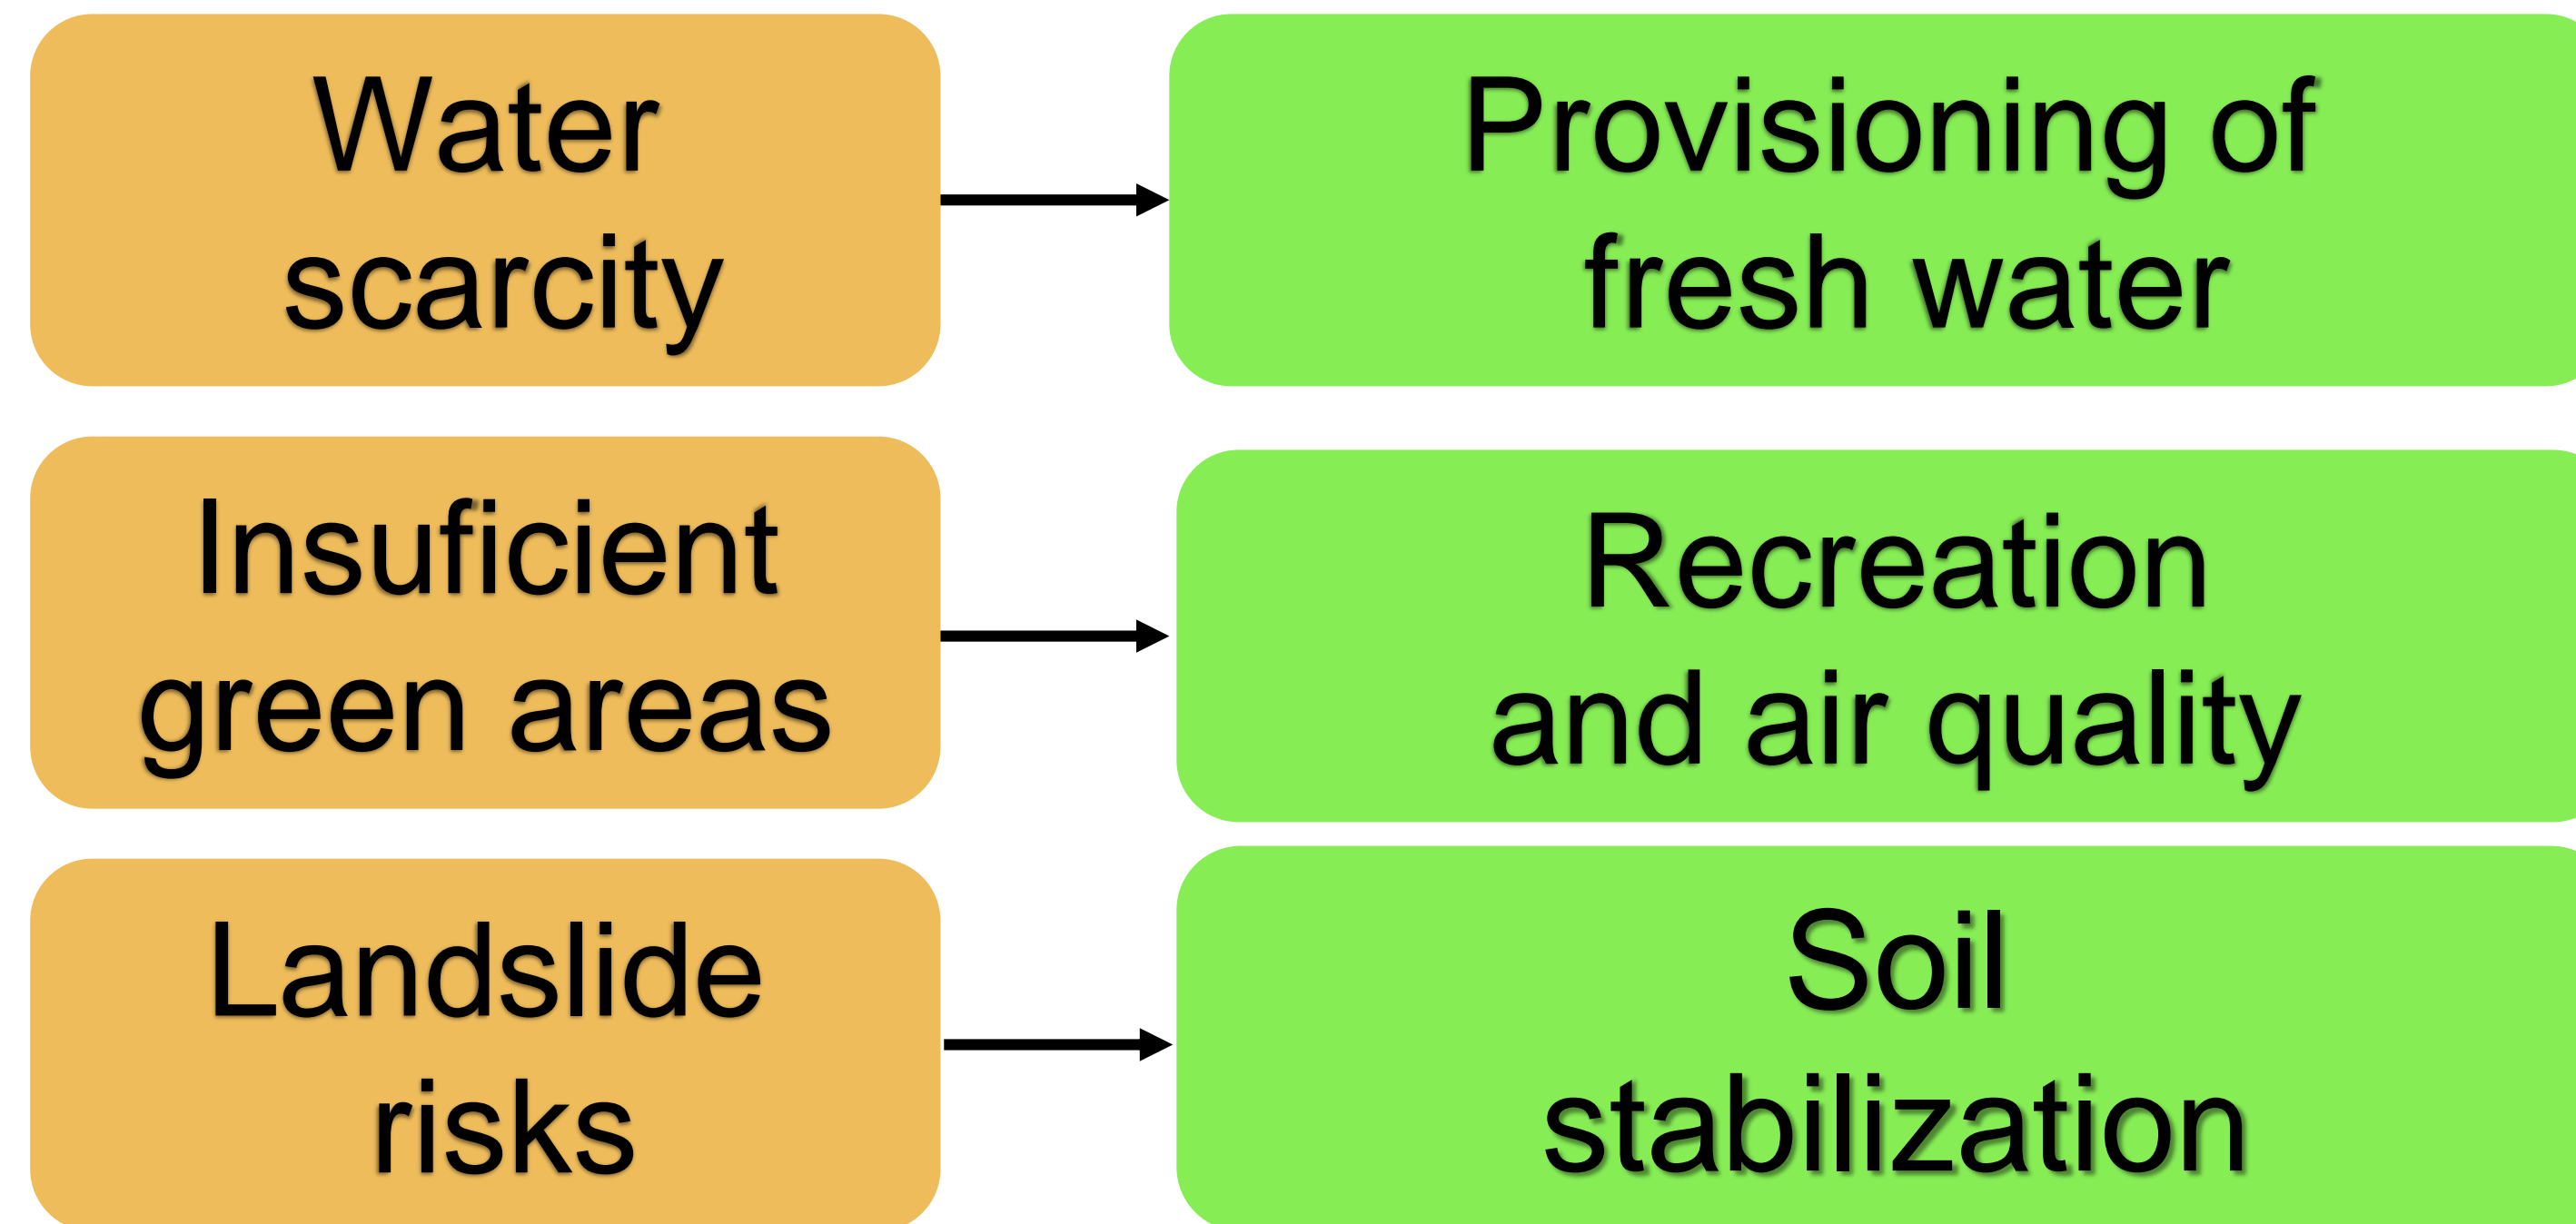 Water
scarcity
Provisioning of
fresh water
Insuficient
green areas
Recreation
and air quality
Landslide
risks
Soil
stabilization